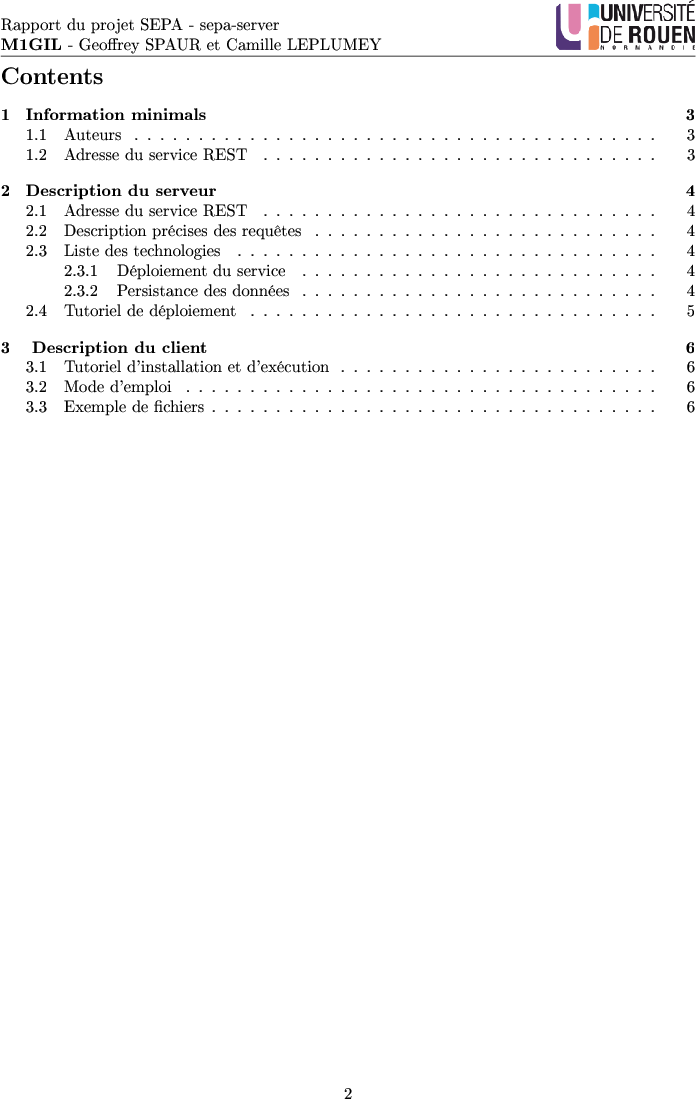 Rapport du projet SEPA - sepa-server
M1GIL - Geoffrey SPAUR et Camille LEPLUMEY
UNIVERSITÉ
DE ROUEN
NORMANDIE
Contents
1 Information minimals 3
1.1 Auteurs . . . . . . . . . . . . . . . . . . . . . . . . . . . . . . . . . . . . . . . . . 3
1.2 Adresse du service REST . . . . . . . . . . . . . . . . . . . . . . . . . . . . . . . 3
2 Description du serveur 4
2.1 Adresse du service REST . . . . . . . . . . . . . . . . . . . . . . . . . . . . . . . 4
2.2 Description précises des requêtes . . . . . . . . . . . . . . . . . . . . . . . . . . . 4
2.3 Liste des technologies . . . . . . . . . . . . . . . . . . . . . . . . . . . . . . . . . 4
2.3.1 Déploiement du service . . . . . . . . . . . . . . . . . . . . . . . . . . . . 4
2.3.2 Persistance des données . . . . . . . . . . . . . . . . . . . . . . . . . . . . 4
2.4 Tutoriel de déploiement . . . . . . . . . . . . . . . . . . . . . . . . . . . . . . . . 5
3 Description du client 6
3.1 Tutoriel d'installation et d'exécution . . . . . . . . . . . . . . . . . . . . . . . . . 6
3.2 Mode d'emploi . . . . . . . . . . . . . . . . . . . . . . . . . . . . . . . . . . . . . 6
3.3 Exemple de fichiers . . . . . . . . . . . . . . . . . . . . . . . . . . . . . . . . . . . 6
2